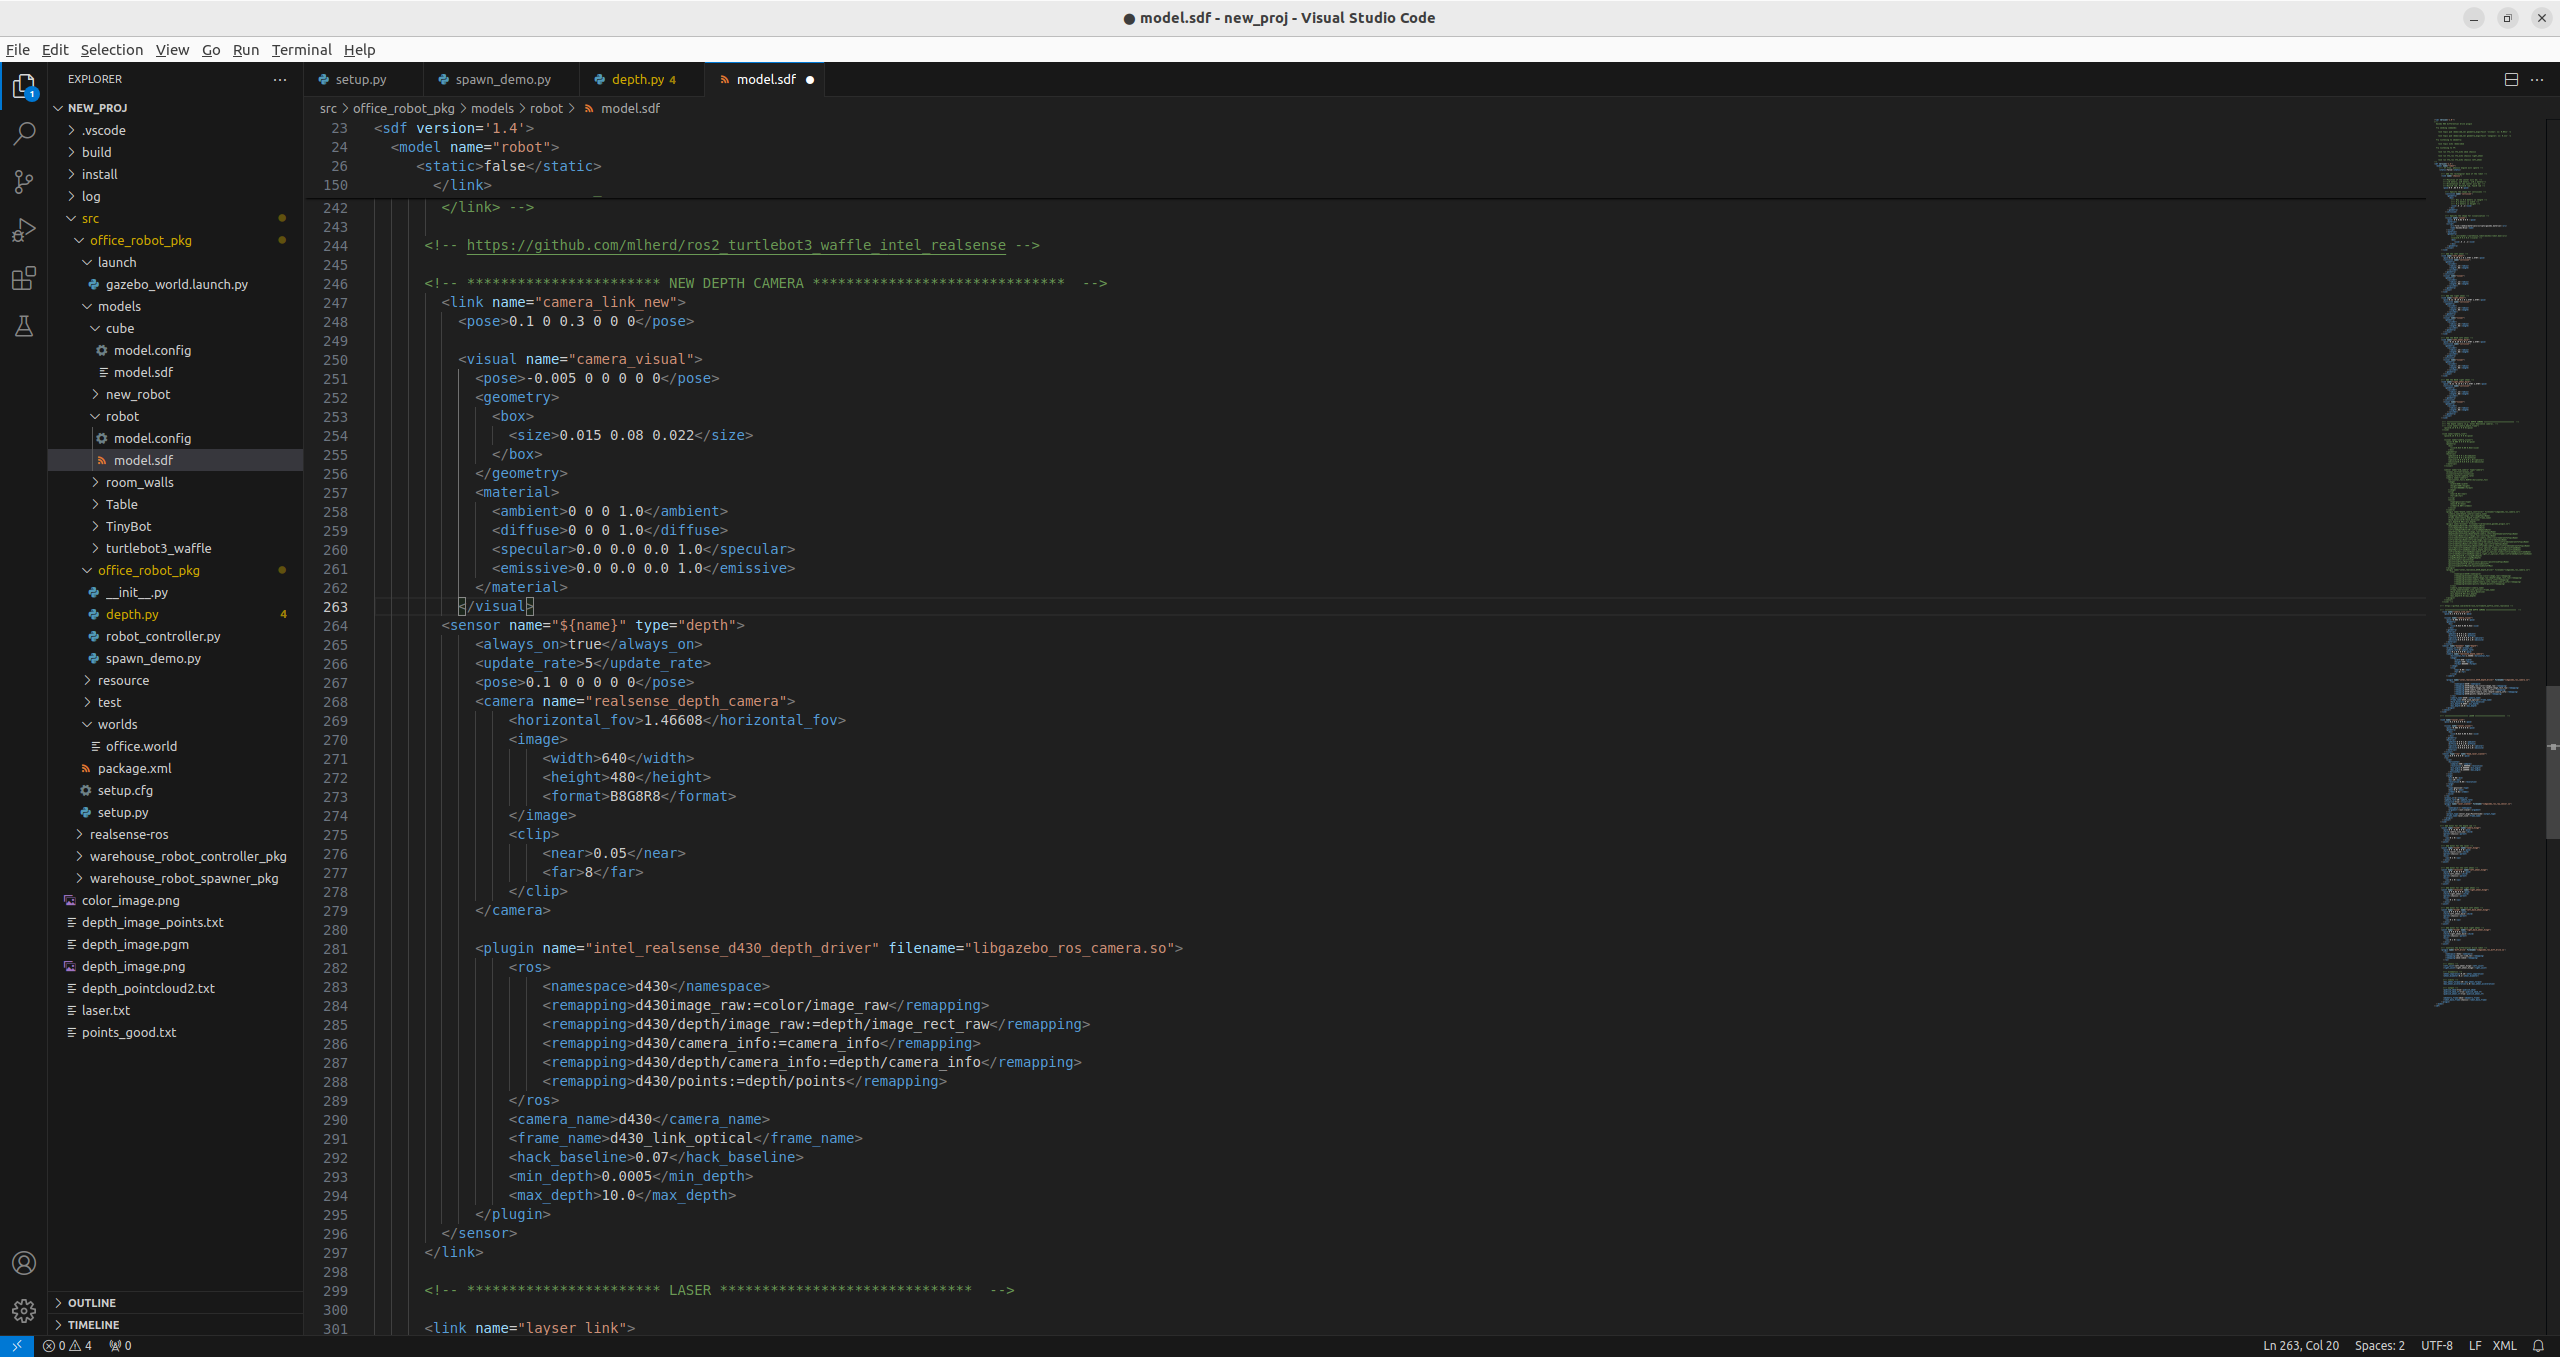 ● model.sdf - new_proj - Visual Studio Code
File Edit Selection View Go Run Terminal Help
EXPLORER
setup.py
spawn_demo.py
depth.py 4
model.sdf
src > office_robot_pkg > models > robot > model.sdf
1
NEW_PROJ
.vscode
build
install
log
src
office_robot_pkg
launch
gazebo_world.launch.py
models
cube
model.config
model.sdf
new_robot
robot
model.config
model.sdf
room_walls
Table
TinyBot
turtlebot3_waffle
office_robot_pkg
__init__.py
depth.py 4
robot_controller.py
spawn_demo.py
resource
test
worlds
office.world
package.xml
setup.cfg
setup.py
realsense-ros
warehouse_robot_controller_pkg
warehouse_robot_spawner_pkg
color_image.png
depth_image_points.txt
depth_image.pgm
depth_image.png
depth_pointcloud2.txt
laser.txt
points_good.txt
OUTLINE
TIMELINE
23 <sdf version='1.4'>
24 <model name="robot">
26 <static>false</static>
150 </link>
242 </link> -->
243
244 <!-- https://github.com/mlherd/ros2_turtlebot3_waffle_intel_realsense -->
245
246 <!-- *********************** NEW DEPTH CAMERA ****************************** -->
247 <link name="camera_link_new">
248 <pose>0.1 0 0.3 0 0 0</pose>
249
250 <visual name="camera_visual">
251 <pose>-0.005 0 0 0 0 0</pose>
252 <geometry>
253 <box>
254 <size>0.015 0.08 0.022</size>
255 </box>
256 </geometry>
257 <material>
258 <ambient>0 0 0 1.0</ambient>
259 <diffuse>0 0 0 1.0</diffuse>
260 <specular>0.0 0.0 0.0 1.0</specular>
261 <emissive>0.0 0.0 0.0 1.0</emissive>
262 </material>
263 </visual>
264 <sensor name="${name}" type="depth">
265 <always_on>true</always_on>
266 <update_rate>5</update_rate>
267 <pose>0.1 0 0 0 0 0</pose>
268 <camera name="realsense_depth_camera">
269 <horizontal_fov>1.46608</horizontal_fov>
270 <image>
271 <width>640</width>
272 <height>480</height>
273 <format>B8G8R8</format>
274 </image>
275 <clip>
276 <near>0.05</near>
277 <far>8</far>
278 </clip>
279 </camera>
280
281 <plugin name="intel_realsense_d430_depth_driver" filename="libgazebo_ros_camera.so">
282 <ros>
283 <namespace>d430</namespace>
284 <remapping>d430image_raw:=color/image_raw</remapping>
285 <remapping>d430/depth/image_raw:=depth/image_rect_raw</remapping>
286 <remapping>d430/camera_info:=camera_info</remapping>
287 <remapping>d430/depth/camera_info:=depth/camera_info</remapping>
288 <remapping>d430/points:=depth/points</remapping>
289 </ros>
290 <camera_name>d430</camera_name>
291 <frame_name>d430_link_optical</frame_name>
292 <hack_baseline>0.07</hack_baseline>
293 <min_depth>0.0005</min_depth>
294 <max_depth>10.0</max_depth>
295 </plugin>
296 </sensor>
297 </link>
298
299 <!-- *********************** LASER ****************************** -->
300
301 <link name="layser_link">
0 4 0
Ln 263, Col 20 Spaces: 2 UTF-8 LF XML